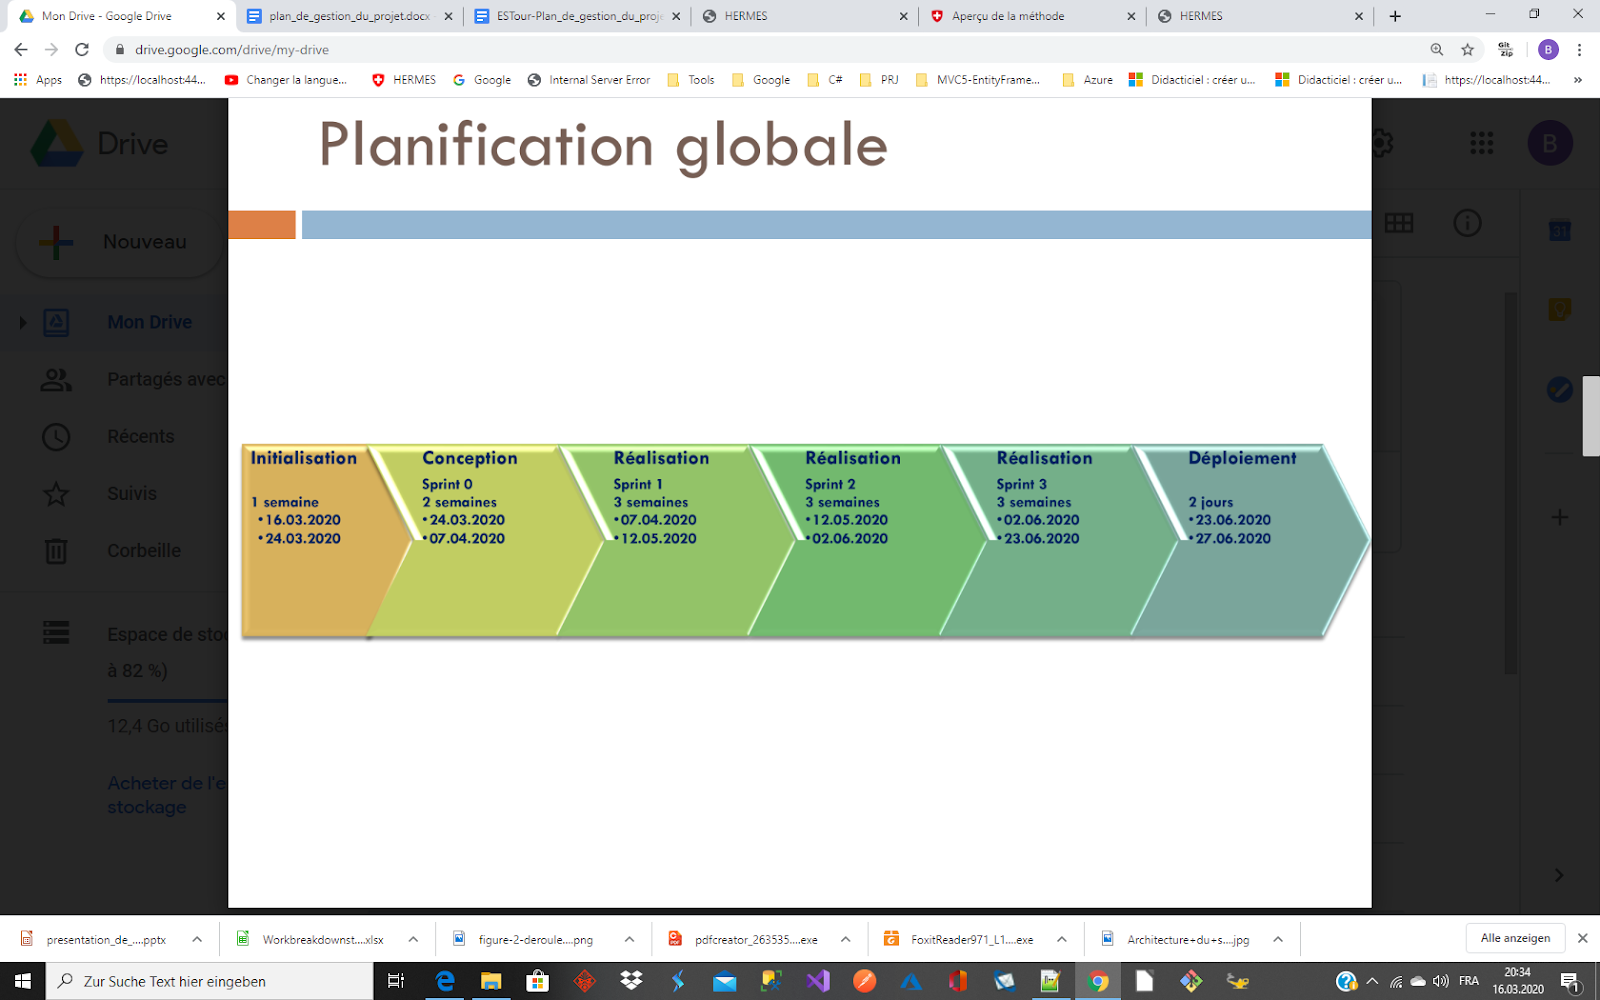 My Drive - Google Drive
plan_de_gestion_du_projet.docx
ESTour-Plan_de_gestion_du_proje
HERMES
Aperçu de la méthode
HERMES
drive.google.com/drive/my-drive
Git Zip
B
Apps
https://localhost:44...
Changer la langue...
HERMES
Google
Internal Server Error
Tools
Google
C#
PRJ
MVC5-EntityFrame...
Azure
Didacticiel : créer u...
Didacticiel : créer u...
https://localhost:44...
»
Drive
B
Planification globale
Nouveau
31
Mon Drive
Partagés avec
Récents
Suivis
Corbeille
Espace de sto
à 82 %)
12,4 Go utilisés
Acheter de l'e
stockage
Initialisation
1 semaine
•16.03.2020
•24.03.2020
Conception
Sprint 0
2 semaines
•24.03.2020
•07.04.2020
Réalisation
Sprint 1
3 semaines
•07.04.2020
•12.05.2020
Réalisation
Sprint 2
3 semaines
•12.05.2020
•02.06.2020
Réalisation
Sprint 3
3 semaines
•02.06.2020
•23.06.2020
Déploiement
2 jours
•23.06.2020
•27.06.2020
presentation_de_....pptx
Workbreakdownst....xlsx
figure-2-deroule....png
pdfcreator_263535....exe
FoxitReader971_L1....exe
Architecture+du+s....jpg
Alle anzeigen
Zur Suche Text hier eingeben
FRA
20:34
16.03.2020
1